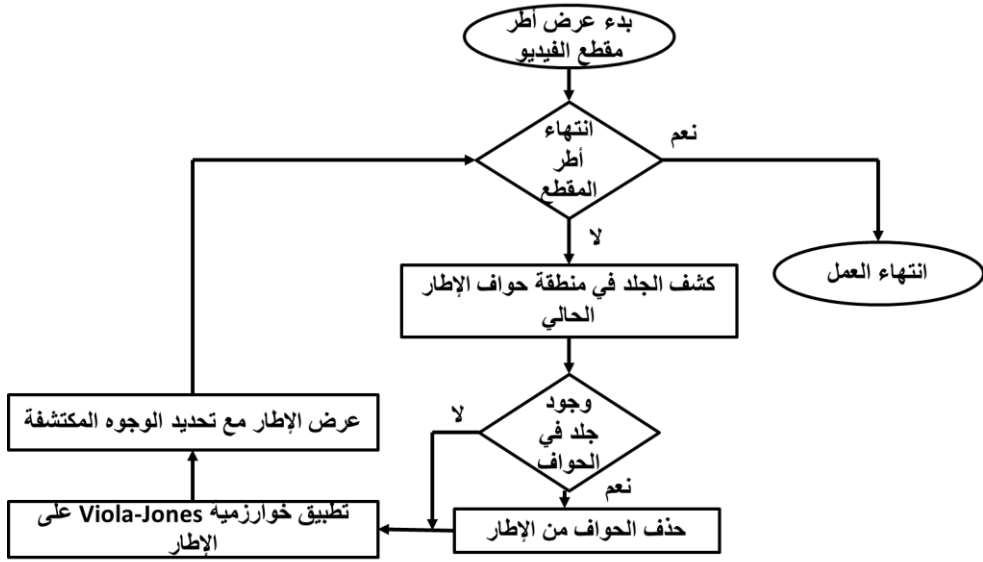 بدء عرض أطر
مقطع الفيديو
انتهاء
أطر
المقطع
نعم
لا
انتهاء العمل
كشف الجلد في منطقة حواف الإطار
الحالي
وجود
جلد في
الحواف
لا
نعم
عرض الإطار مع تحديد الوجوه المكتشفة
حذف الحواف من الإطار
تطبيق خوارزمية Viola-Jones على
الإطار